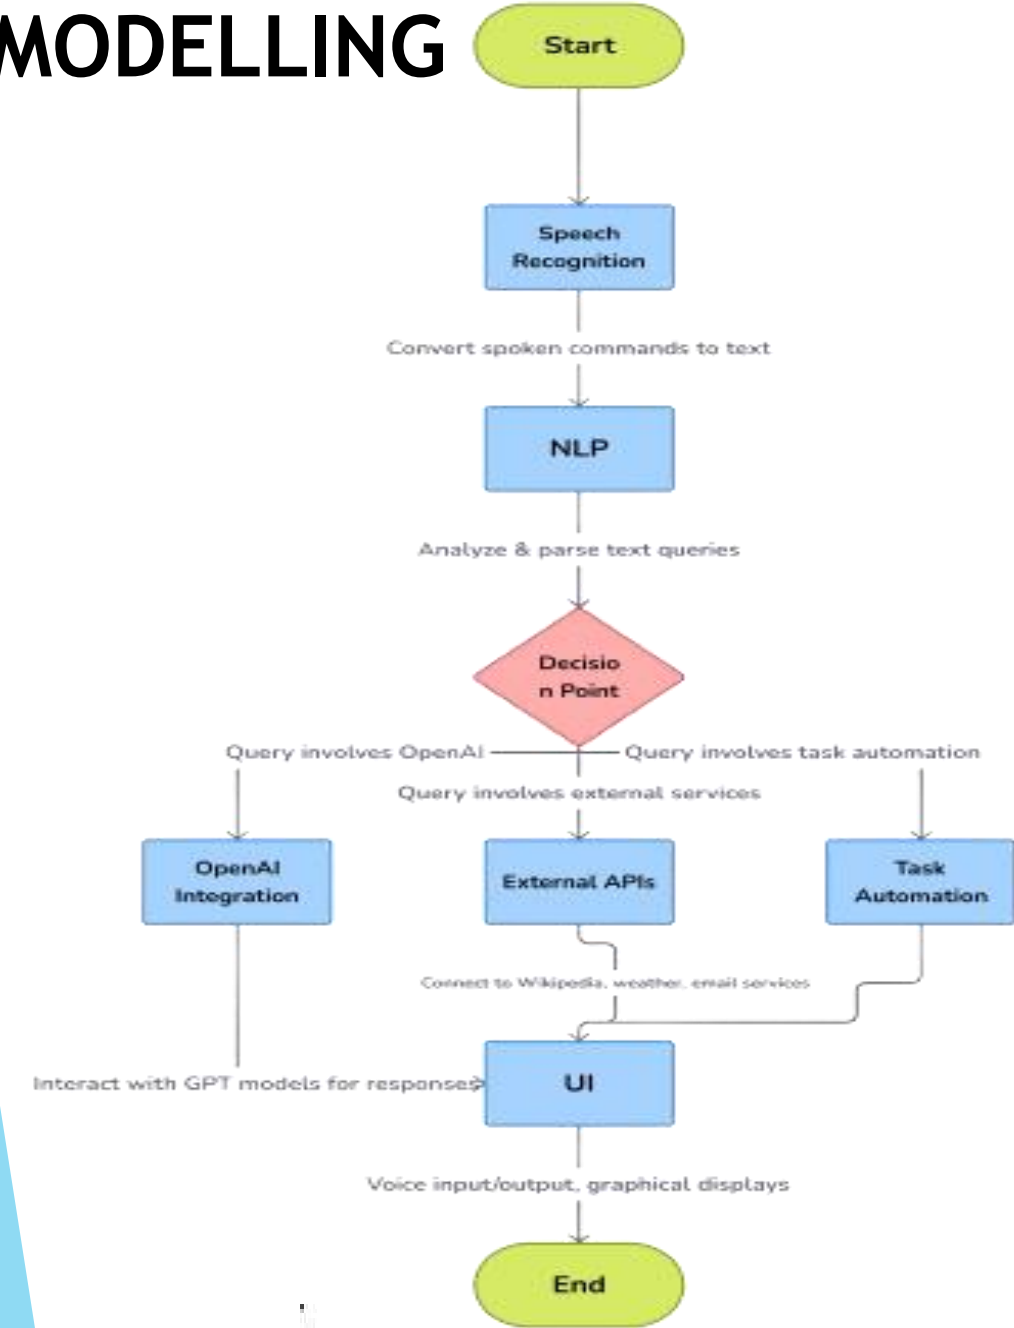 MODELLING
Start
Speech
Recognition
Convert spoken commands to text
NLP
Analyze & parse text queries
Decisio
n Point
Query involves OpenAI
Query involves task automation
Query involves external services
OpenAI
Integration
External APIs
Task
Automation
Connect to Wikipedia, weather, email services
Interact with GPT models for responses
UI
Voice input/output, graphical displays
End